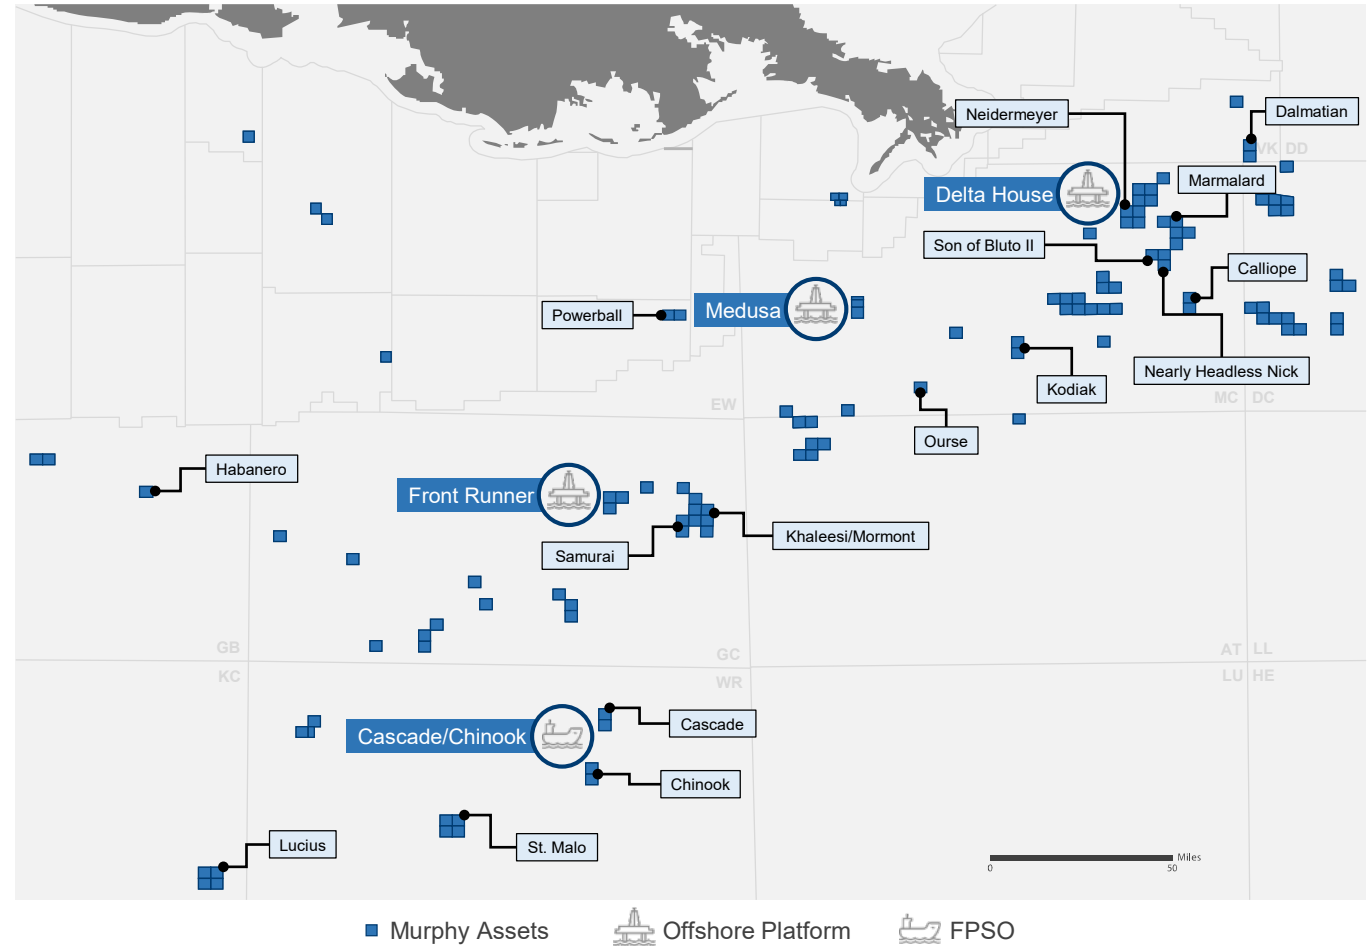 Neidermeyer
Dalmatian
VK DD
Marmalard
Delta House
Son of Bluto II
Calliope
Powerball
Medusa
Nearly Headless Nick
Kodiak
MC DC
EW
Ourse
Habanero
Front Runner
Khaleesi/Mormont
Samurai
GB
GC
AT LL
KC
WR
LU HE
Cascade
Cascade/Chinook
Chinook
Lucius
St. Malo
Miles
0 50
Murphy Assets Offshore Platform FPSO